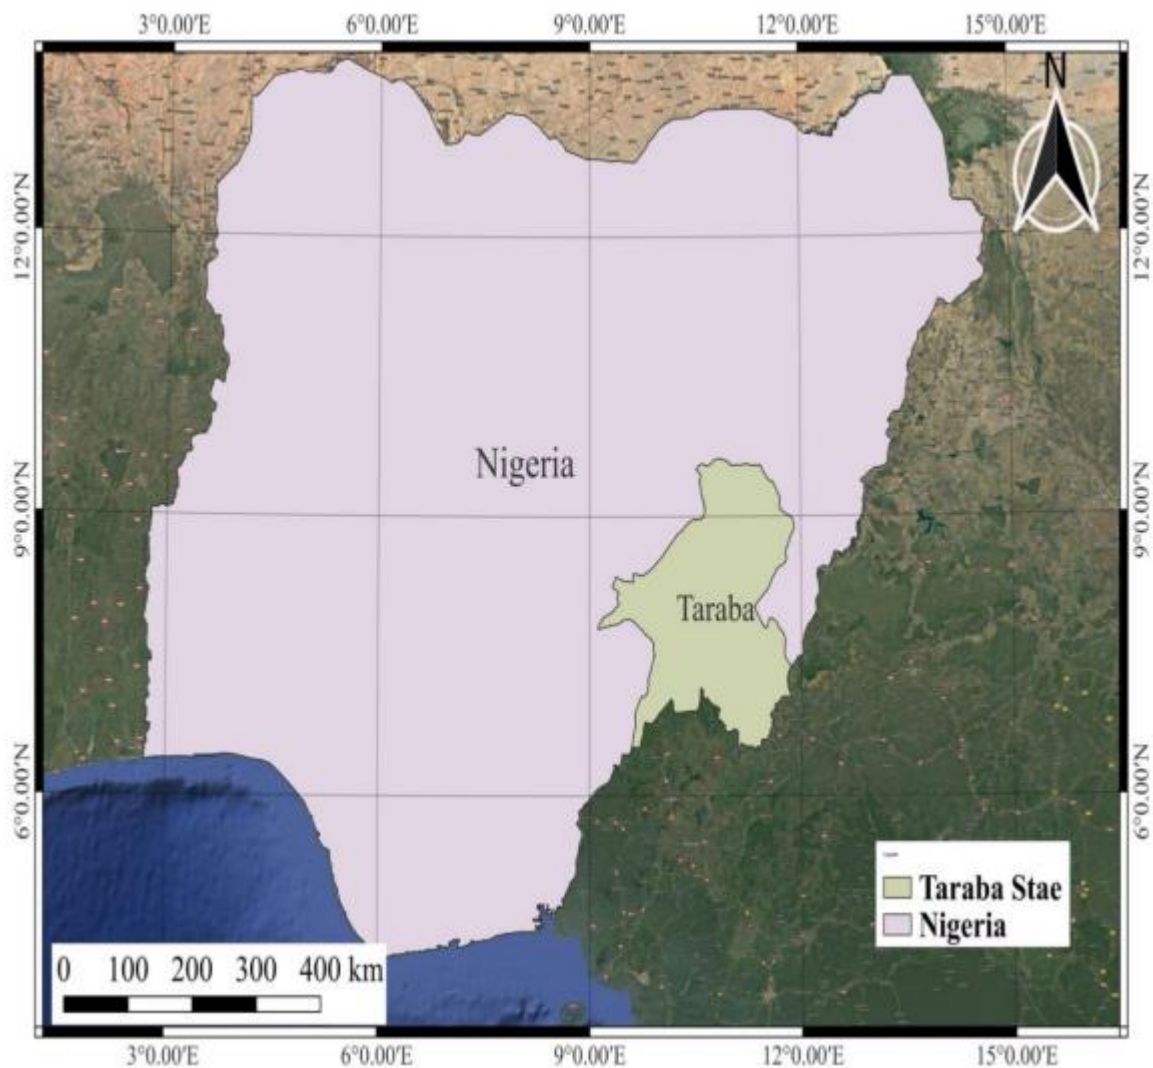 3°0.00′E 6°0.00′E 9°0.00′E 12°0.00′E 15°0.00′E
N
12°0.00′N 12°0.00′N
Nigeria
9°0.00′N 9°0.00′N
Taraba
6°0.00′N 6°0.00′N
Taraba Stae
Nigeria
0 100 200 300 400 km
3°0.00′E 6°0.00′E 9°0.00′E 12°0.00′E 15°0.00′E